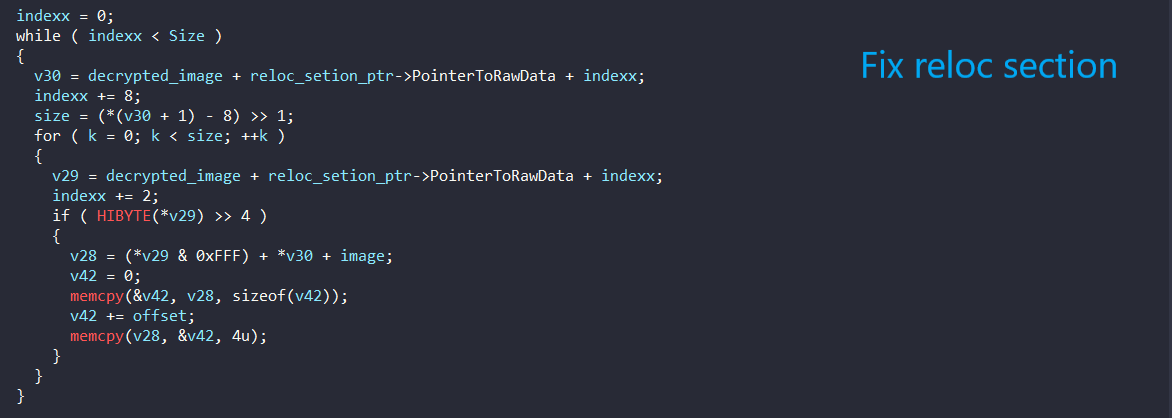 indexx = 0;
while ( indexx < Size )
{
v30 = decrypted_image + reloc_setion_ptr->PointerToRawData + indexx;
indexx += 8;
size = (*(v30 + 1) - 8) >> 1;
for ( k = 0; k < size; ++k )
{
v29 = decrypted_image + reloc_setion_ptr->PointerToRawData + indexx;
indexx += 2;
if ( HIBYTE(*v29) >> 4 )
{
v28 = (*v29 & 0xFFF) + *v30 + image;
v42 = 0;
memcpy(&v42, v28, sizeof(v42));
v42 += offset;
memcpy(v28, &v42, 4u);
}
}
}
Fix reloc section